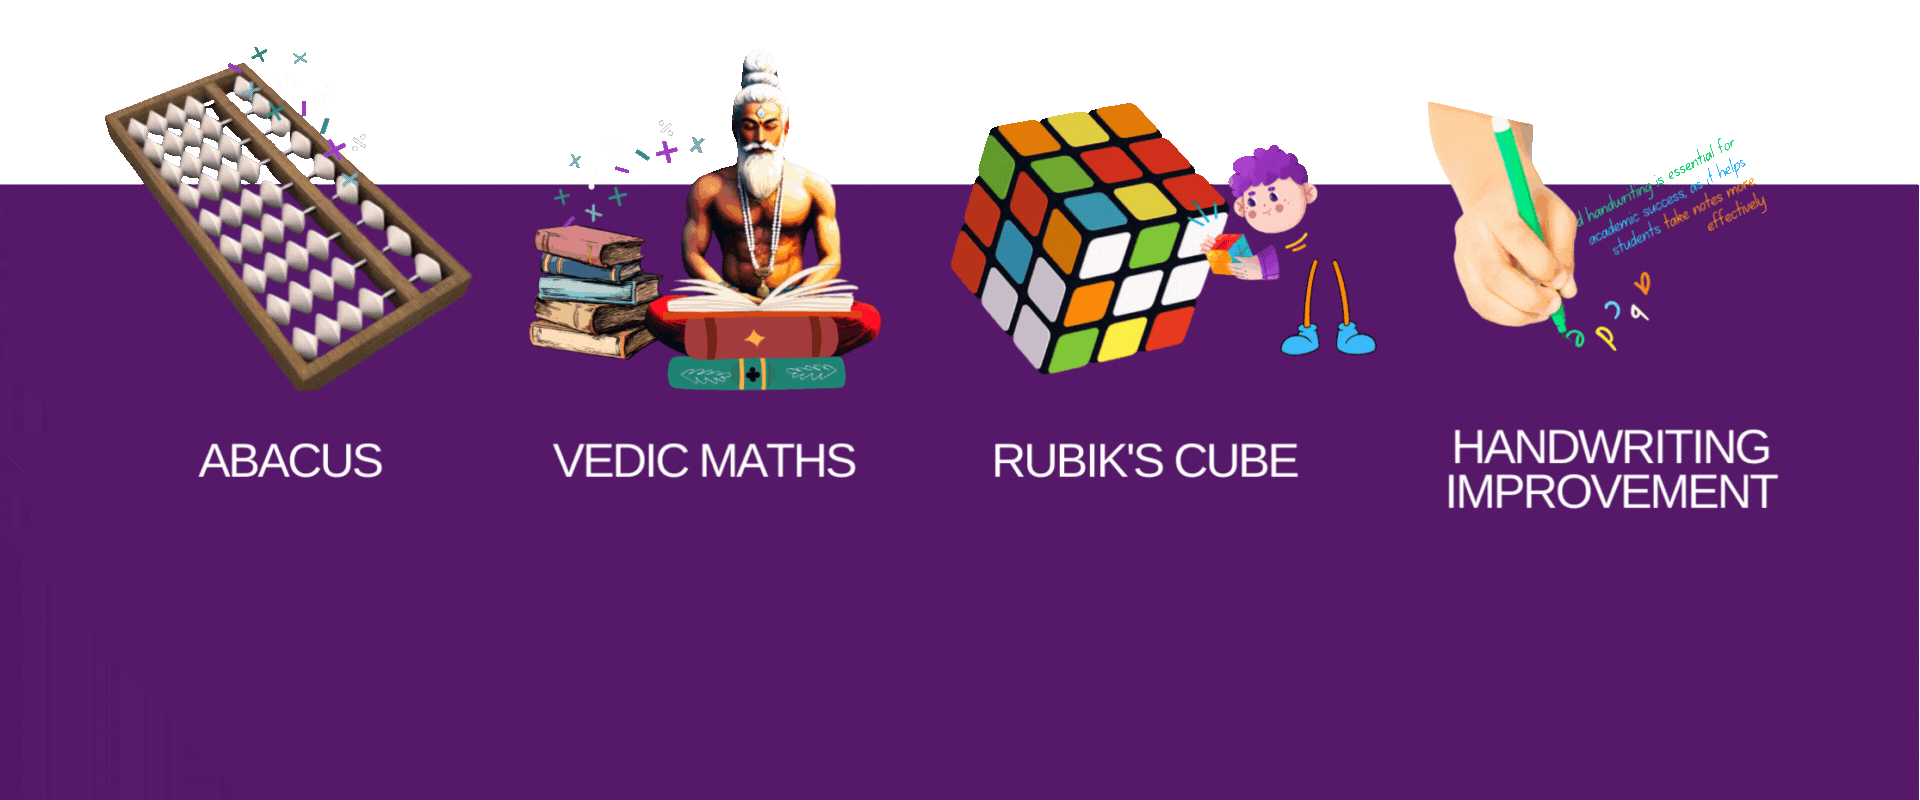 d handwriting is essential for
academic success, as it helps
students take notes more
effectively
ABACUS
VEDIC MATHS
RUBIK'S CUBE
HANDWRITING
IMPROVEMENT